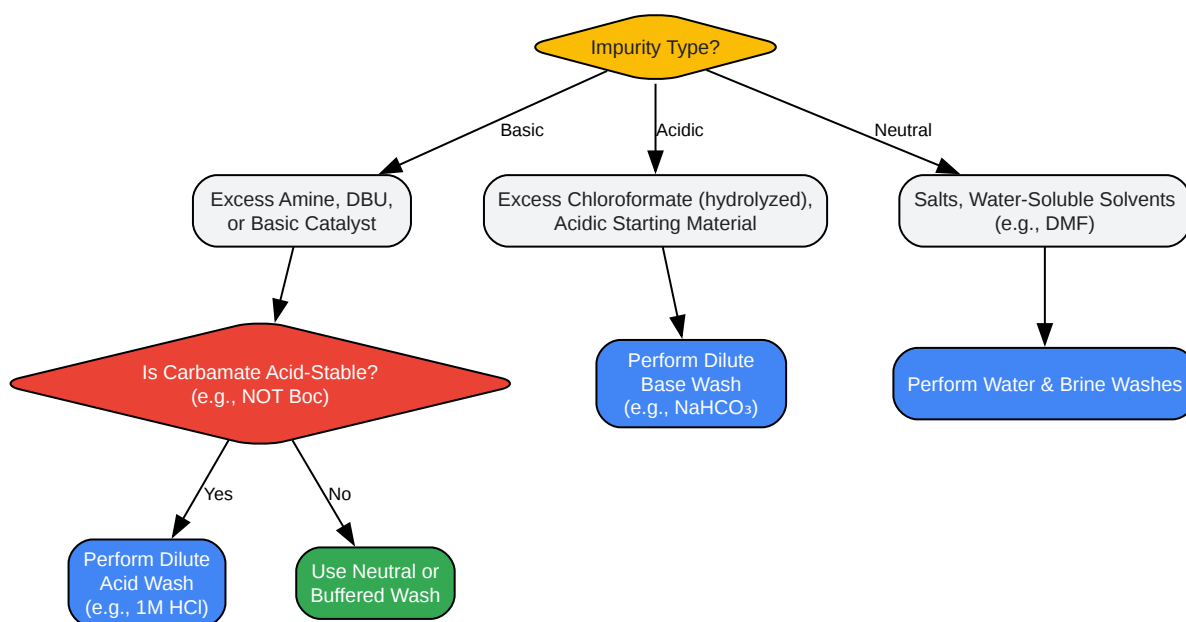 Impurity Type?
Basic
Acidic
Neutral
Excess Amine, DBU,
or Basic Catalyst
Excess Chloroformate (hydrolyzed),
Acidic Starting Material
Salts, Water-Soluble Solvents
(e.g., DMF)
Is Carbamate Acid-Stable?
(e.g., NOT Boc)
Perform Dilute
Base Wash
(e.g., NaHCO₃)
Perform Water & Brine Washes
Yes
No
Perform Dilute
Acid Wash
(e.g., 1M HCl)
Use Neutral or
Buffered Wash